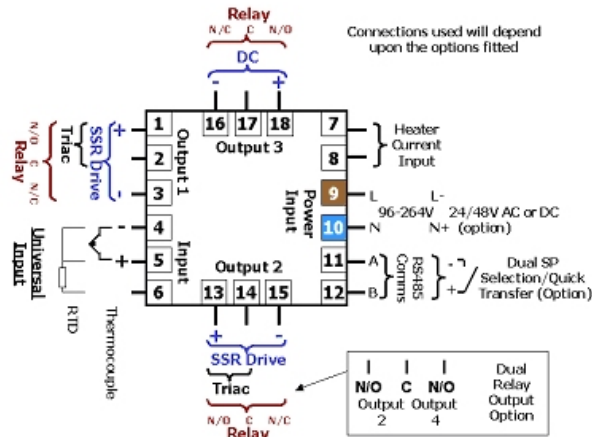 Relay
N/C C N/O
DC
- +
Connections used will depend
upon the options fitted
16 17 18
Output 3
1
2
3
4
5
6
Output 1
Input
+
-
-
+
SSR Drive
Triac
N/O C N/C
Relay
Universal
Input
RTD
Thermocouple
7
8
9
10
11
12
Power
Input
Heater
Current
Input
L L-
96-264V 24/48V AC or DC
N N+ (option)
A
B
RS485
Comms
-
+
Dual SP
Selection/Quick
Transfer (Option)
Output 2
13 14 15
+ -
SSR Drive
Triac
N/O C N/C
Relay
N/O C N/O
Output Output
2 4
Dual
Relay
Output
Option